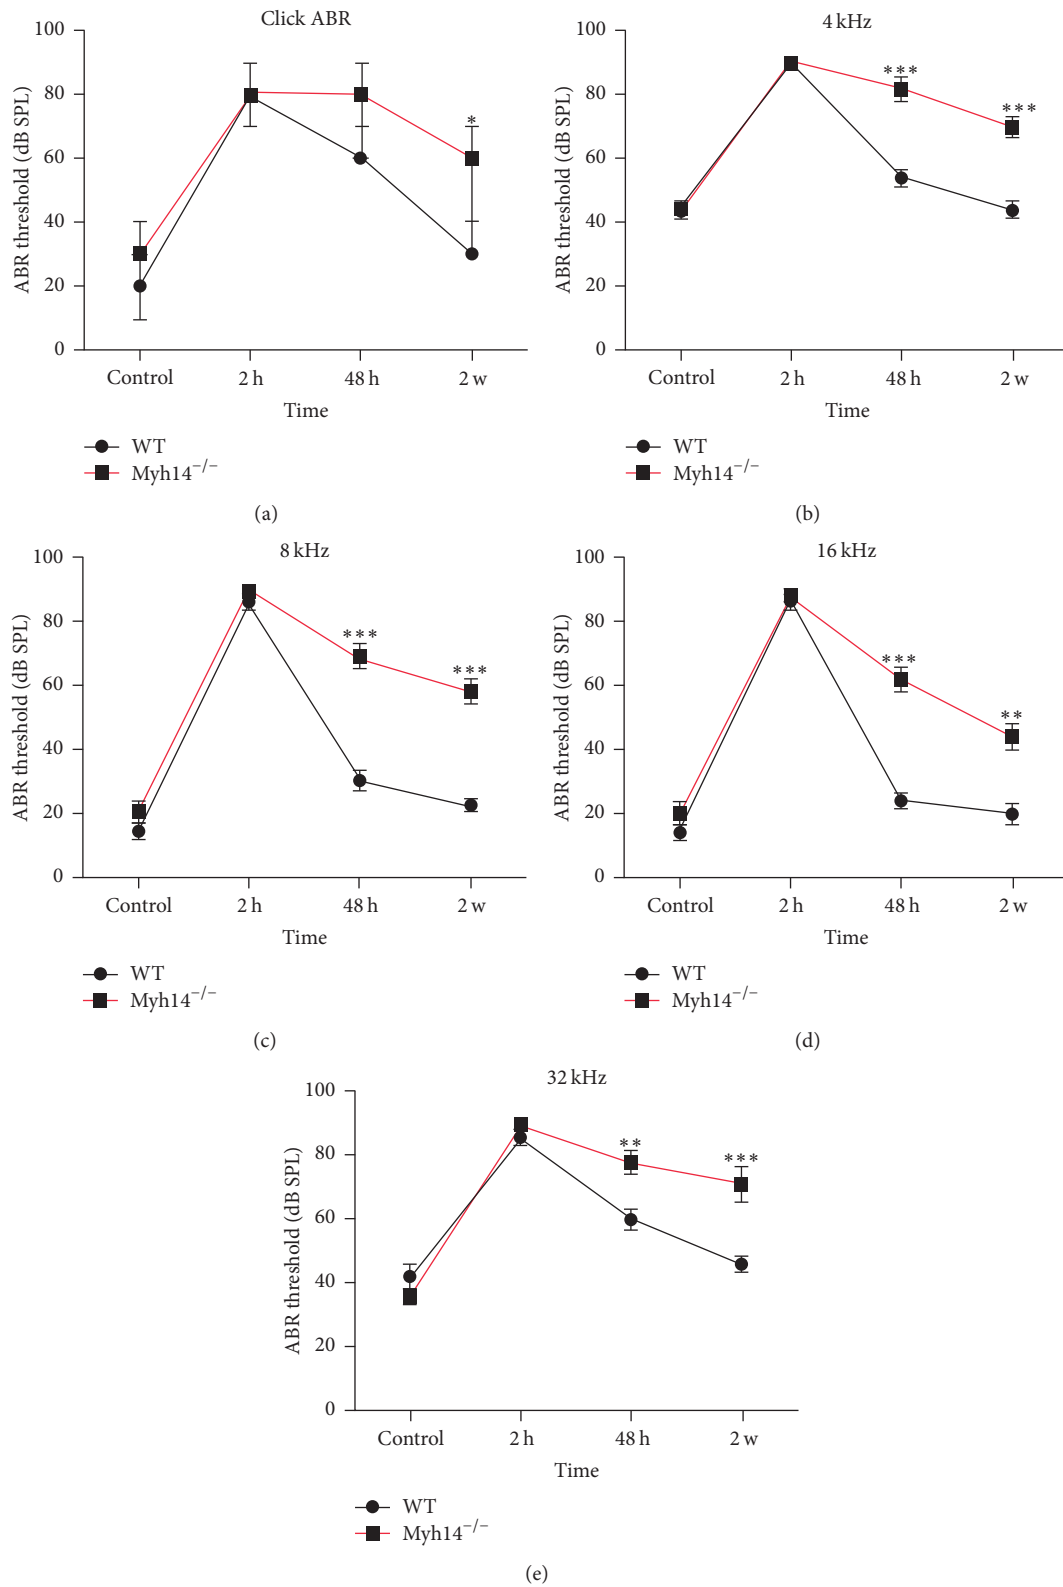 Click ABR
100
80
60
40
20
0
ABR threshold (dB SPL)
*
Control 2 h 48 h 2 w
Time
WT
Myh14−/−
(a)
4 kHz
100
80
60
40
20
0
ABR threshold (dB SPL)
***
***
Control 2 h 48 h 2 w
Time
WT
Myh14−/−
(b)
8 kHz
100
80
60
40
20
0
ABR threshold (dB SPL)
***
***
Control 2 h 48 h 2 w
Time
WT
Myh14−/−
(c)
16 kHz
100
80
60
40
20
0
ABR threshold (dB SPL)
***
**
Control 2 h 48 h 2 w
Time
WT
Myh14−/−
(d)
32 kHz
100
80
60
40
20
0
ABR threshold (dB SPL)
**
***
Control 2 h 48 h 2 w
Time
WT
Myh14−/−
(e)